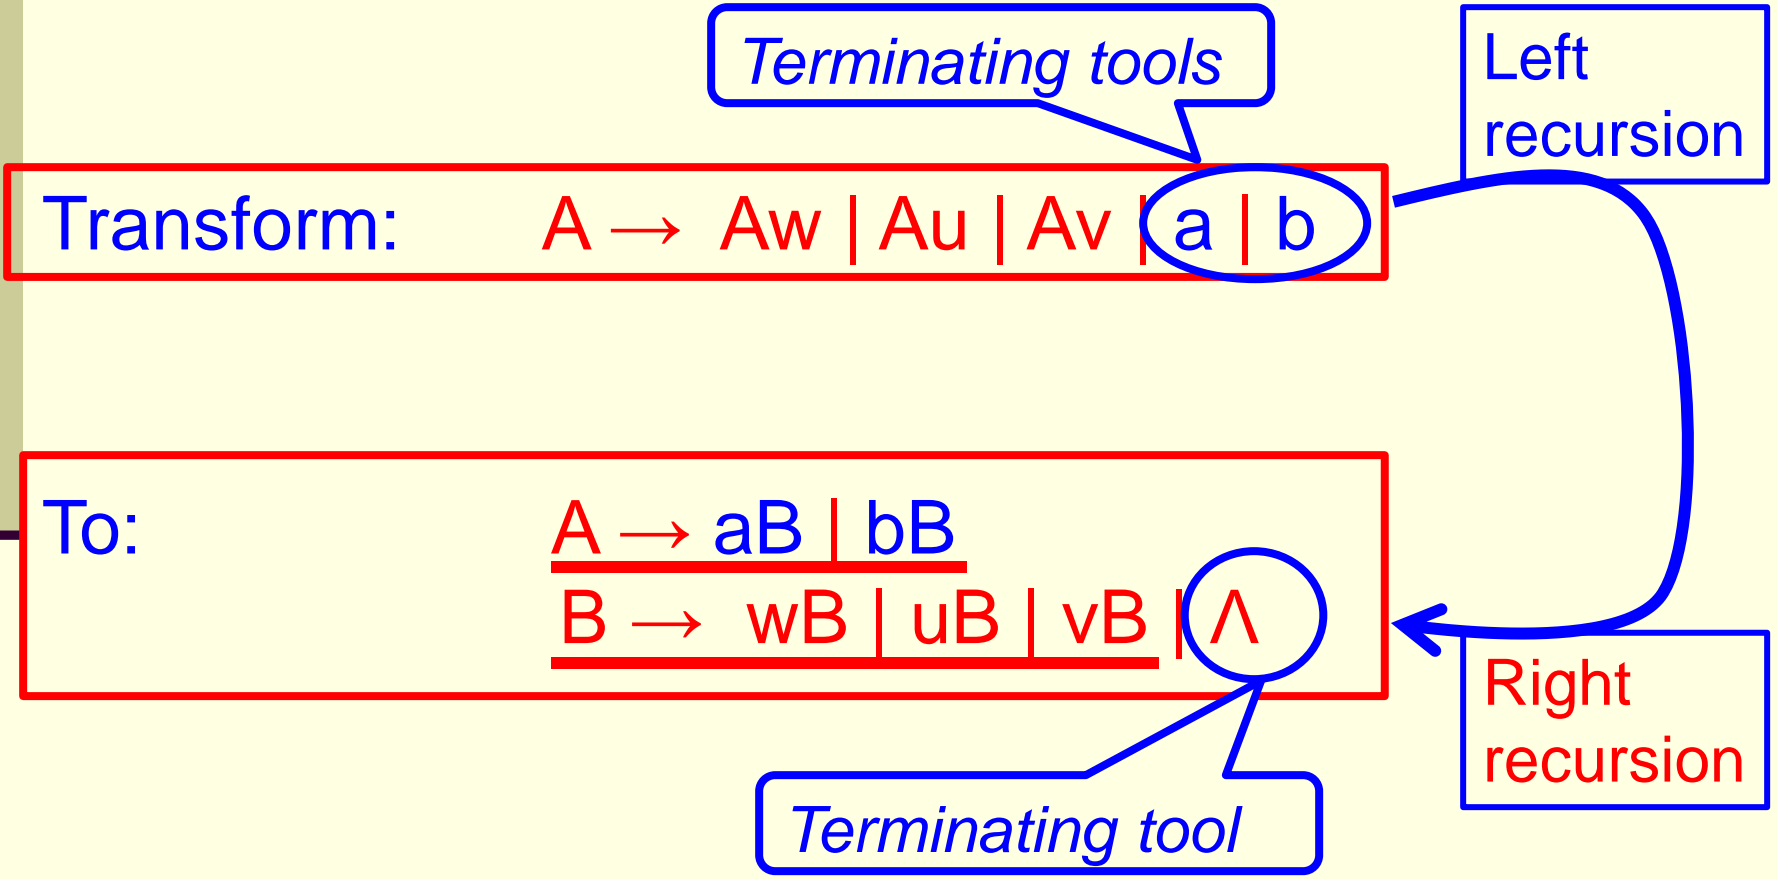 Terminating tools
Left
recursion
Transform: A → Aw | Au | Av | a | b
To: A → aB | bB
B → wB | uB | vB | Λ
Right
recursion
Terminating tool